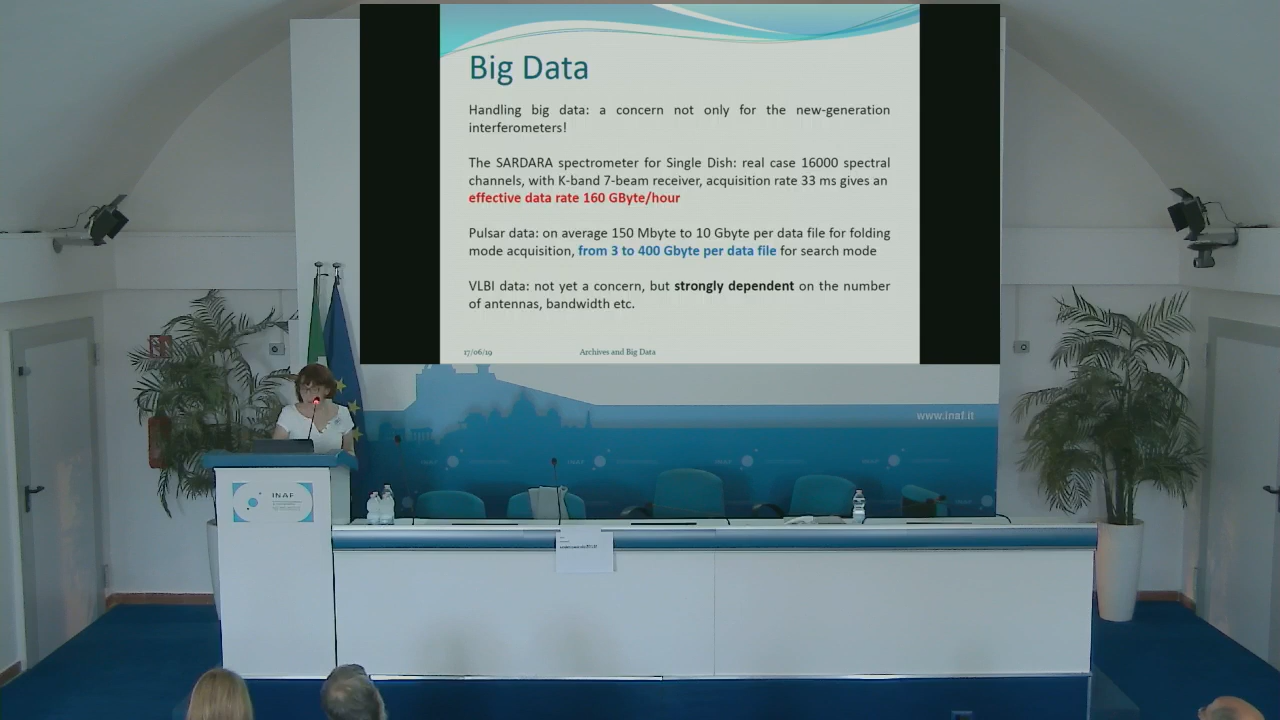 Big Data
Handling big data: a concern not only for the new-generation
interferometers!
The SARDARA spectrometer for Single Dish: real case 16000 spectral
channels, with K-band 7-beam receiver, acquisition rate 33 ms gives an
effective data rate 160 GByte/hour
Pulsar data: on average 150 Mbyte to 10 Gbyte per data file for folding
mode acquisition, from 3 to 400 Gbyte per data file for search mode
VLBI data: not yet a concern, but strongly dependent on the number
of antennas, bandwidth etc.
17/06/19
Archives and Big Data
www.inaf.it
INAF